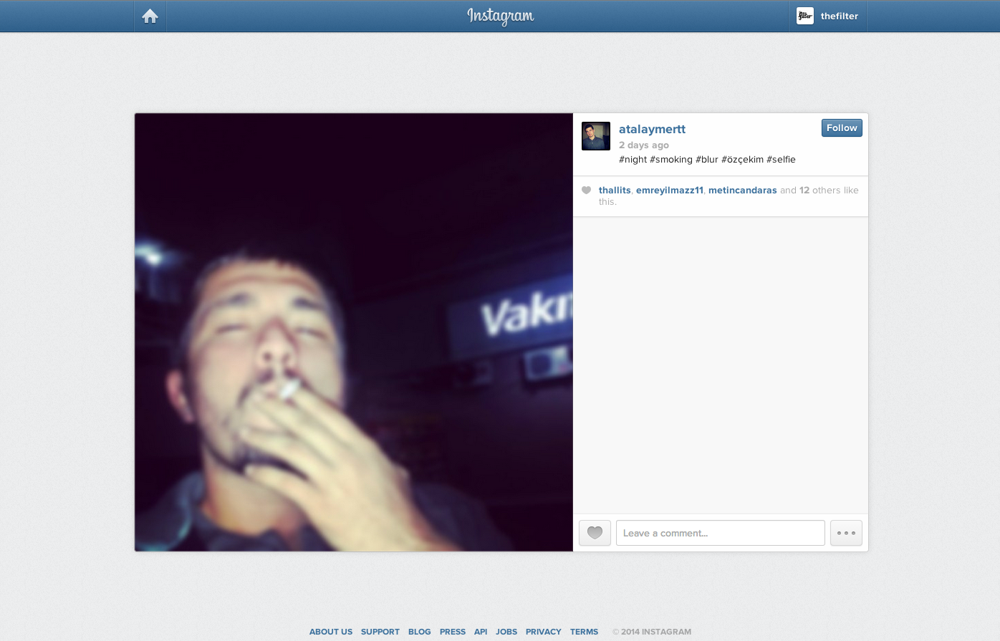 Instagram
thefilter
atalaymertt
Follow
2 days ago
#night #smoking #blur #özçekim #selfie
thallits, emreyilmazz11, metincandaras and 12 others like
this.
Leave a comment...
ABOUT US SUPPORT BLOG PRESS API JOBS PRIVACY TERMS © 2014 INSTAGRAM